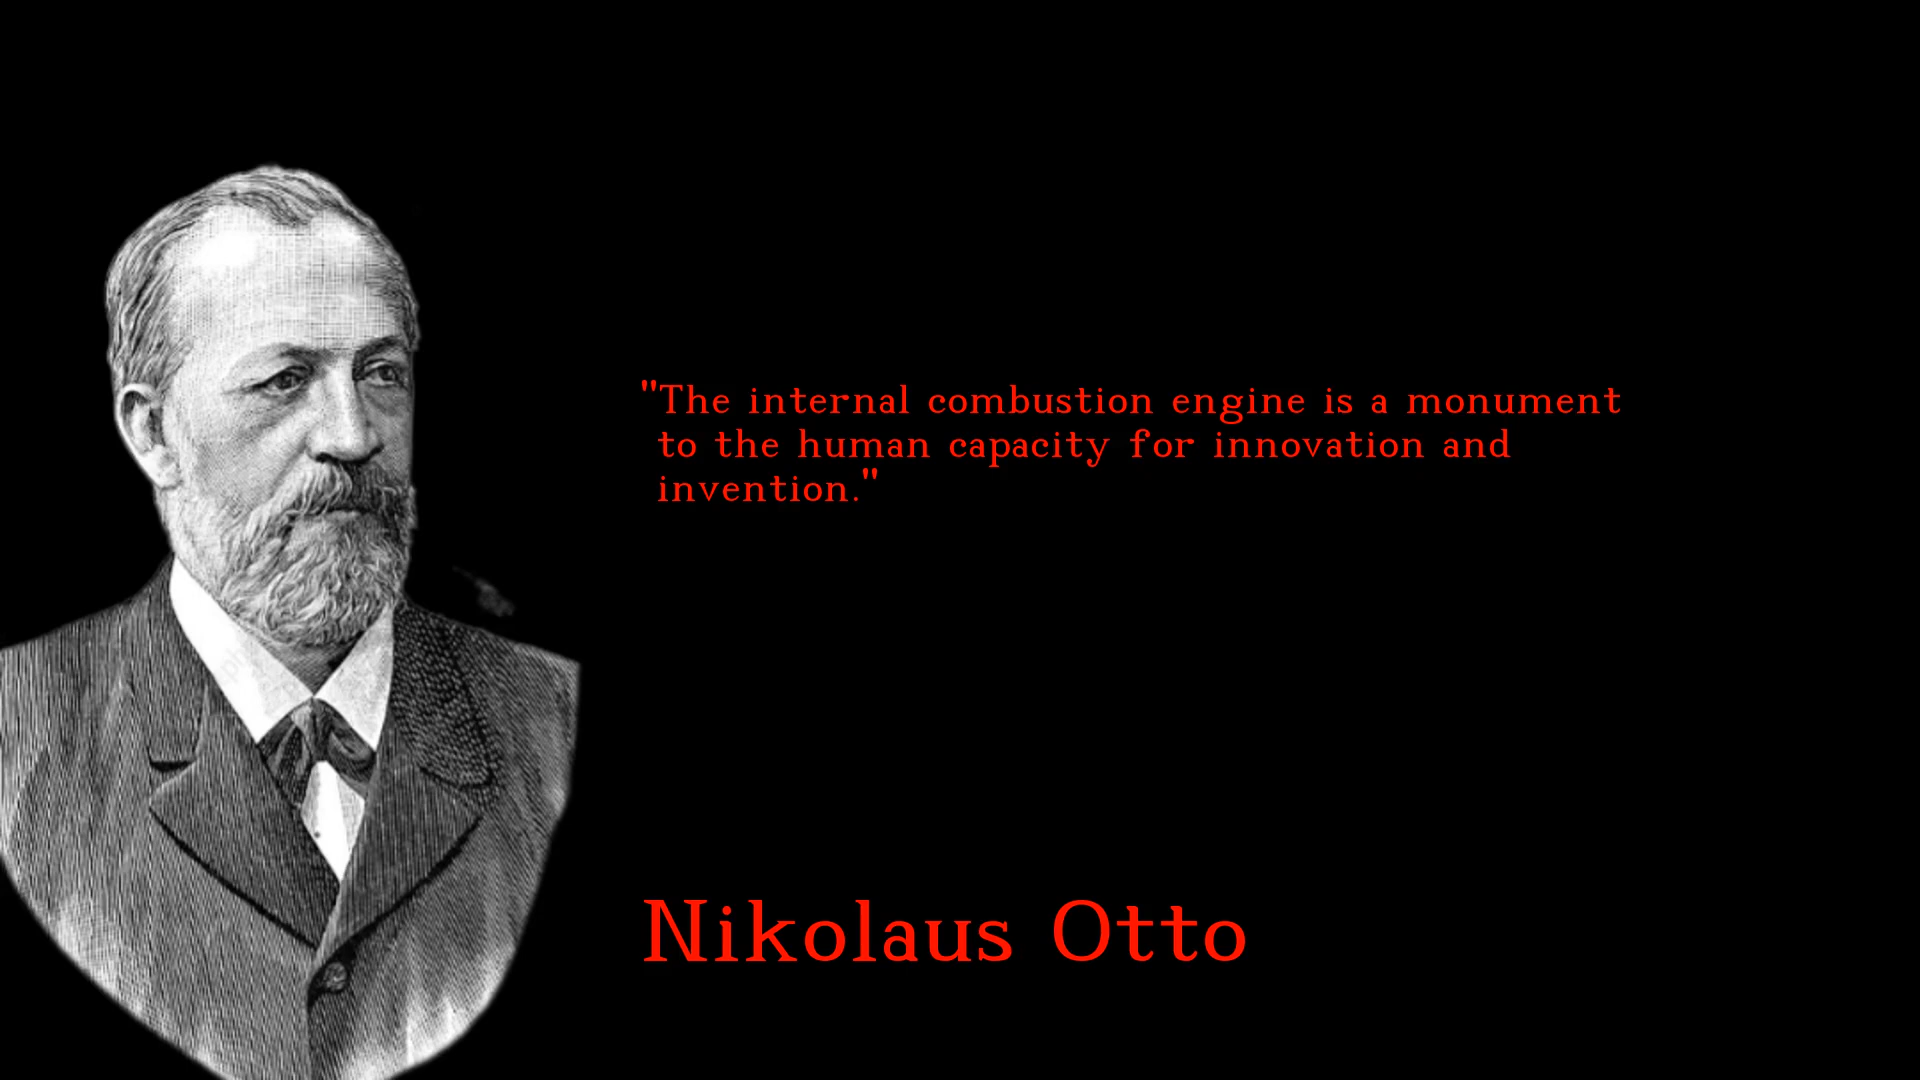 "The internal combustion engine is a monument
to the human capacity for innovation and
invention."
Nikolaus Otto